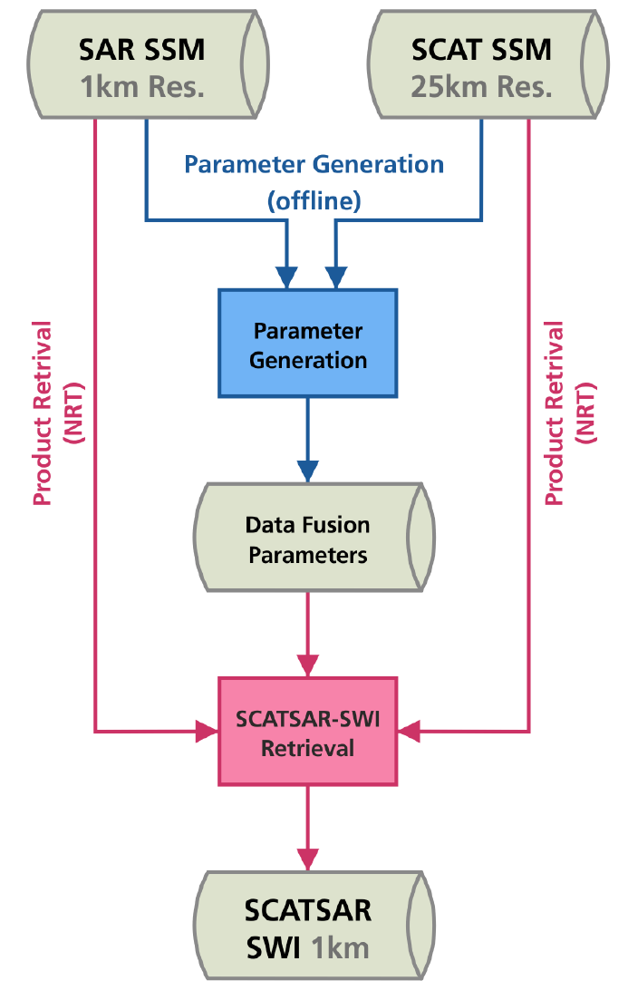 SAR SSM
1km Res.
SCAT SSM
25km Res.
Parameter Generation
(offline)
Parameter
Generation
Product Retrival
(NRT)
Product Retrival
(NRT)
Data Fusion
Parameters
SCATSAR-SWI
Retrieval
SCATSAR
SWI 1km